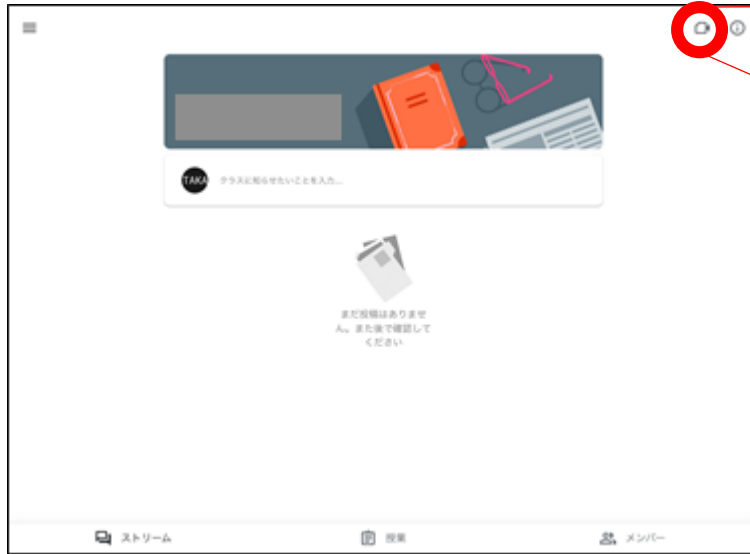 TAKA
クラスに知らせたいことを入力...
まだ投稿はありませ
ん。また後で確認して
ください
ストリーム
授業
メンバー